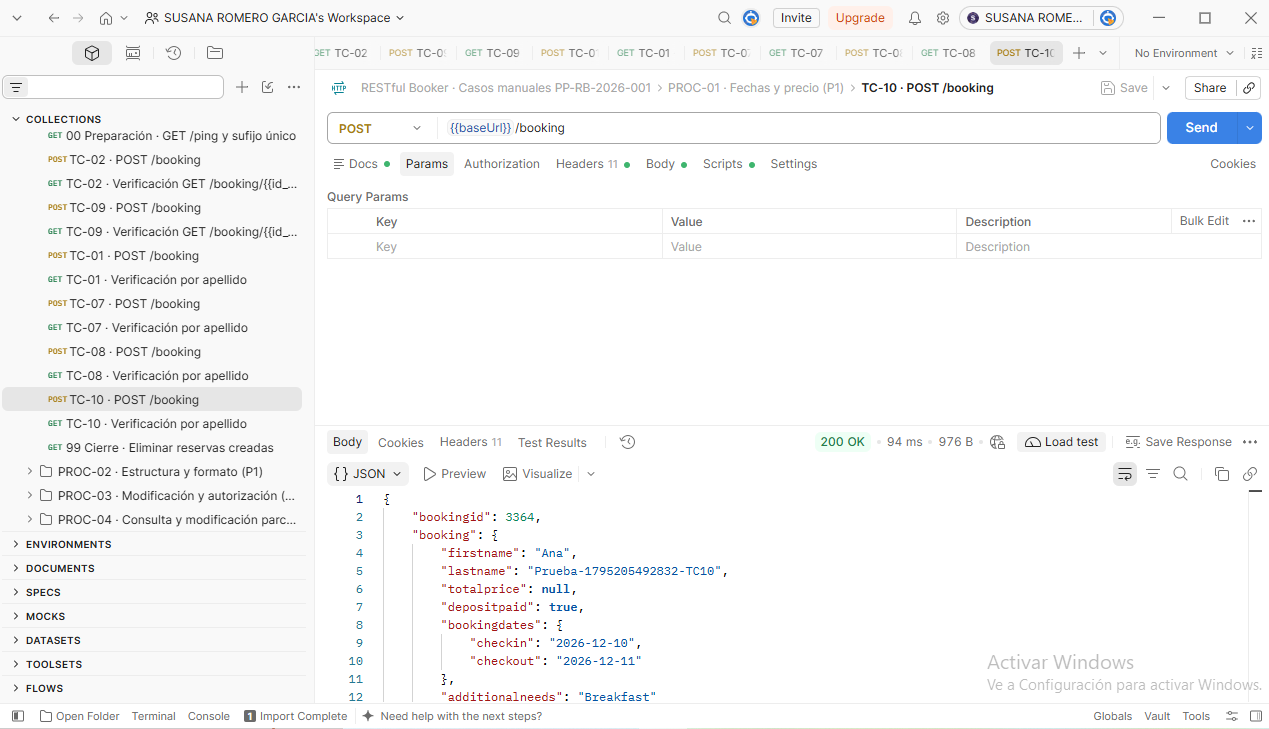 SUSANA ROMERO GARCIA's Workspace
Invite
Upgrade
S
SUSANA ROME...
GET TC-02
POST TC-0
GET TC-09
POST TC-0
GET TC-01
POST TC-0
GET TC-07
POST TC-0
GET TC-08
POST TC-10
No Environment
HTTP
RESTful Booker · Casos manuales PP-RB-2026-001 > PROC-01 · Fechas y precio (P1) > TC-10 · POST /booking
Save
Share
POST
{{baseUrl}} /booking
Send
Docs
Params
Authorization
Headers 11
Body
Scripts
Settings
Cookies
Query Params
Key
Value
Description
Bulk Edit
Key
Value
Description
COLLECTIONS
GET 00 Preparación · GET /ping y sufijo único
POST TC-02 · POST /booking
GET TC-02 · Verificación GET /booking/{{id_...
POST TC-09 · POST /booking
GET TC-09 · Verificación GET /booking/{{id_...
POST TC-01 · POST /booking
GET TC-01 · Verificación por apellido
POST TC-07 · POST /booking
GET TC-07 · Verificación por apellido
POST TC-08 · POST /booking
GET TC-08 · Verificación por apellido
POST TC-10 · POST /booking
GET TC-10 · Verificación por apellido
GET 99 Cierre · Eliminar reservas creadas
PROC-02 · Estructura y formato (P1)
PROC-03 · Modificación y autorización (...
PROC-04 · Consulta y modificación parc...
ENVIRONMENTS
DOCUMENTS
SPECS
MOCKS
DATASETS
TOOLSETS
FLOWS
Body
Cookies
Headers 11
Test Results
200 OK
94 ms
976 B
Load test
e.g. Save Response
{} JSON
Preview
Visualize
1 {
2 "bookingid": 3364,
3 "booking": {
4 "firstname": "Ana",
5 "lastname": "Prueba-1795205492832-TC10",
6 "totalprice": null,
7 "depositpaid": true,
8 "bookingdates": {
9 "checkin": "2026-12-10",
10 "checkout": "2026-12-11"
11 },
12 "additionalneeds": "Breakfast"
Activar Windows
Ve a Configuración para activar Windows.
Open Folder
Terminal
Console
1 Import Complete
Need help with the next steps?
Globals
Vault
Tools